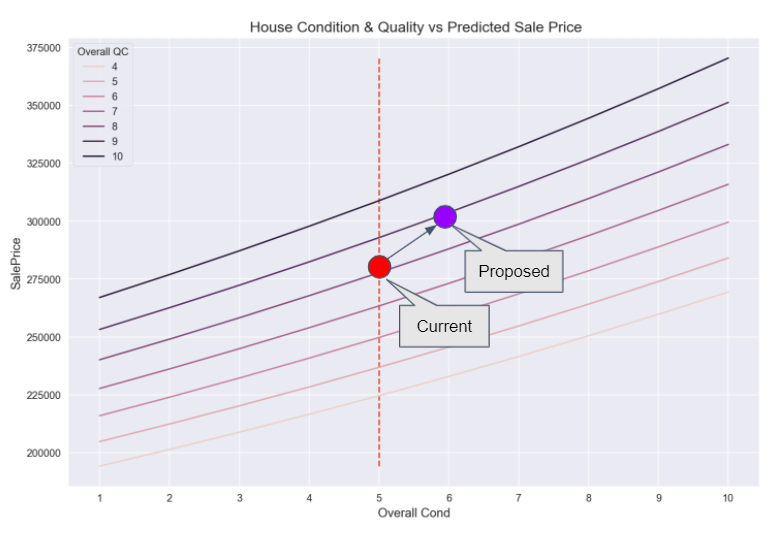 House Condition & Quality vs Predicted Sale Price
375000
350000
325000
300000
275000
250000
225000
200000
SalePrice
Overall QC
4
5
6
7
8
9
10
Proposed
Current
1 2 3 4 5 6 7 8 9 10
Overall Cond